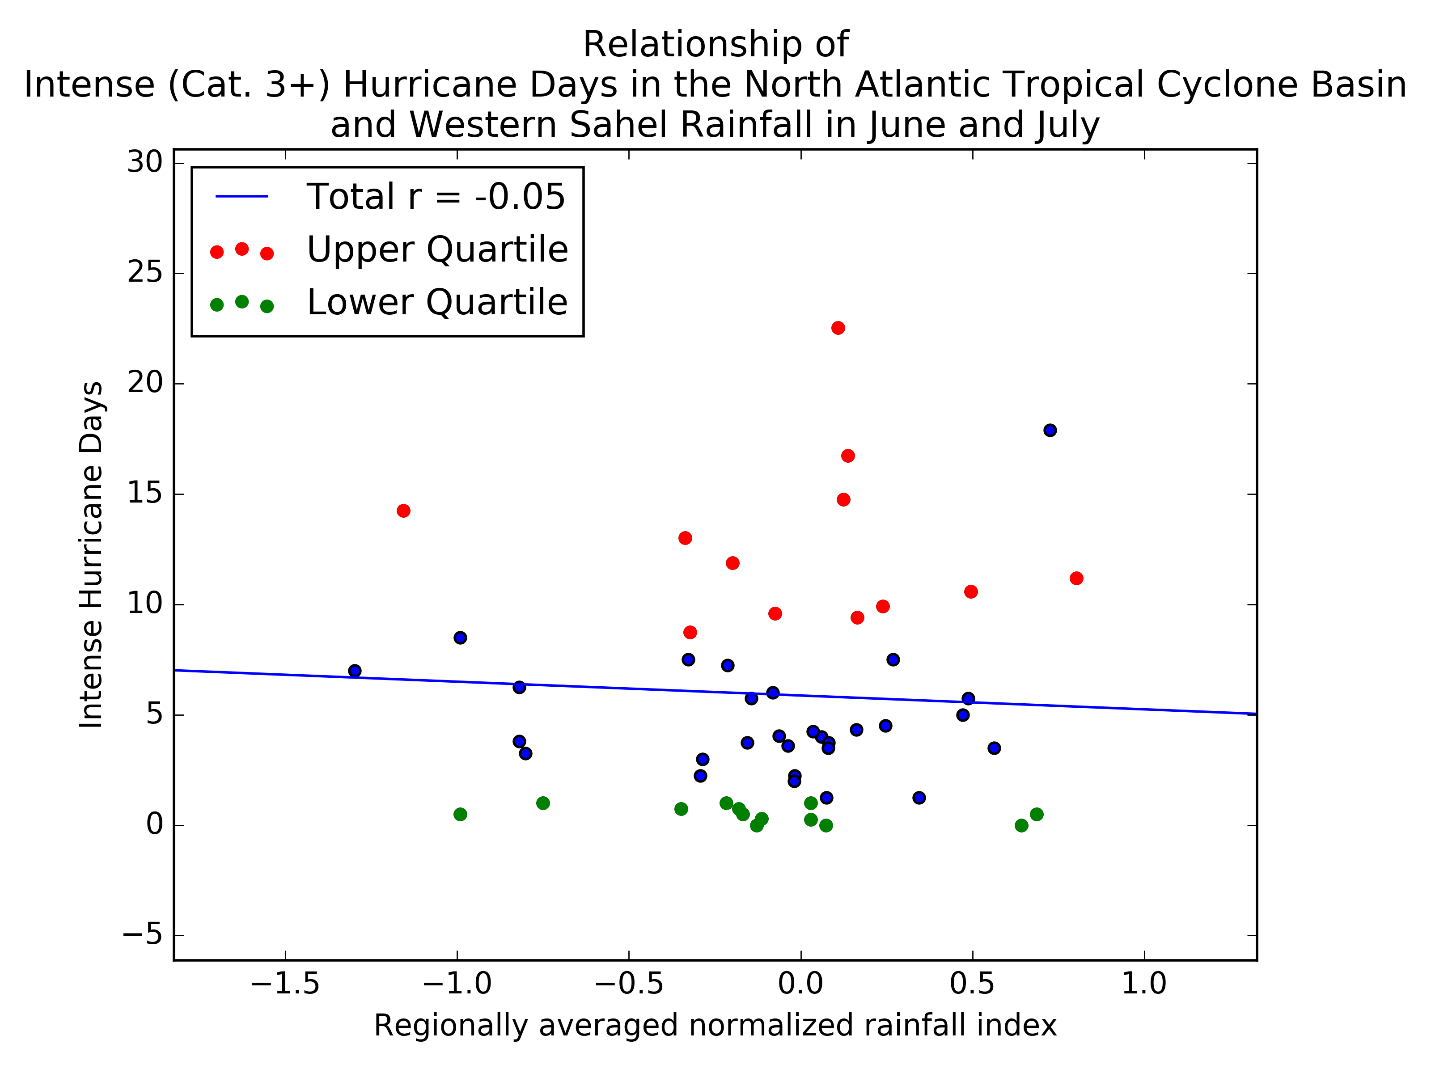 Relationship of
Intense (Cat. 3+) Hurricane Days in the North Atlantic Tropical Cyclone Basin
and Western Sahel Rainfall in June and July
Total r = -0.05
Upper Quartile
Lower Quartile
Intense Hurricane Days
30
25
20
15
10
5
0
−5
−1.5 −1.0 −0.5 0.0 0.5 1.0
Regionally averaged normalized rainfall index